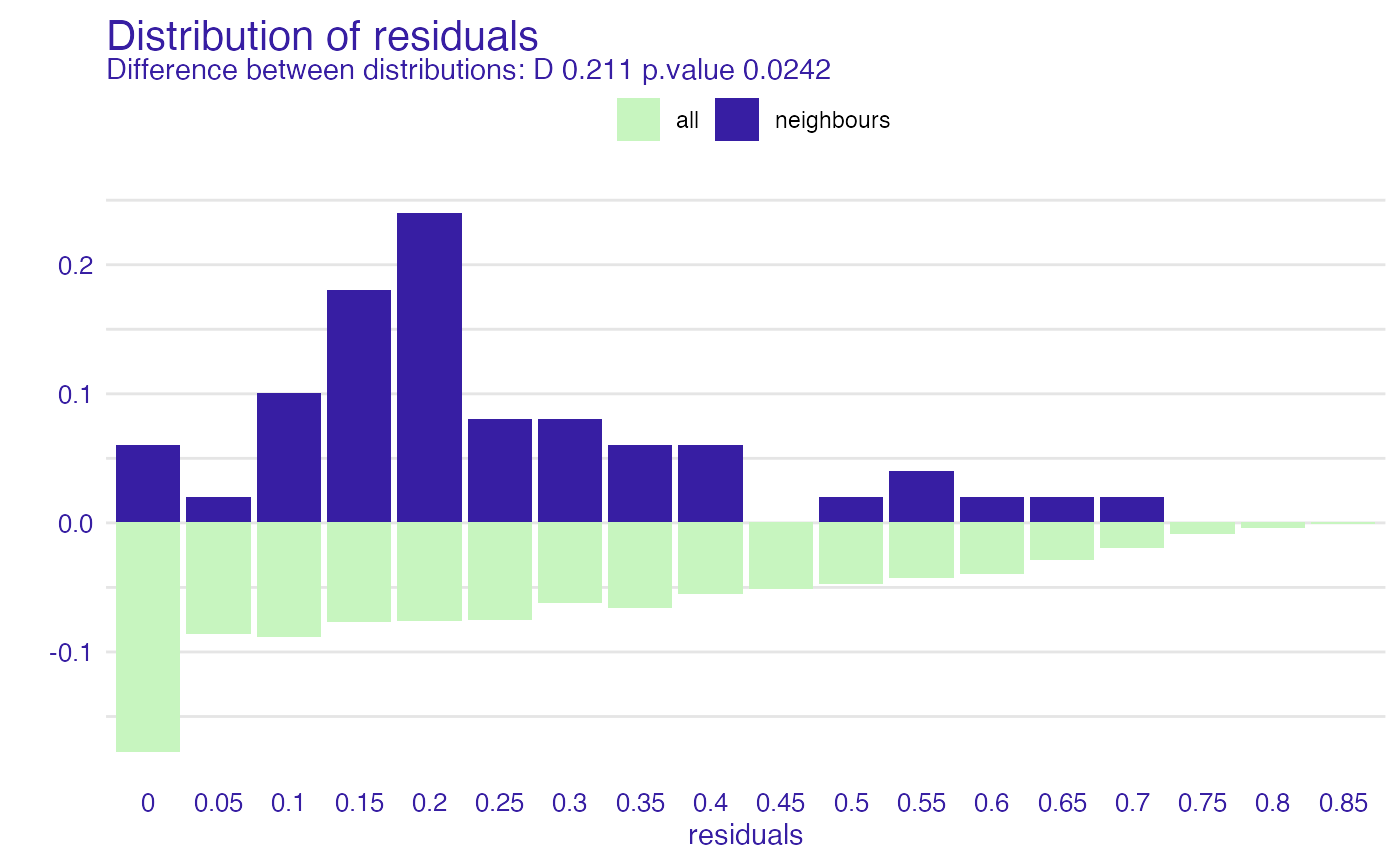 Distribution of residuals
Difference between distributions: D 0.211 p.value 0.0242
all neighbours
0.2
0.1
0.0
-0.1
0 0.05 0.1 0.15 0.2 0.25 0.3 0.35 0.4 0.45 0.5 0.55 0.6 0.65 0.7 0.75 0.8 0.85
residuals